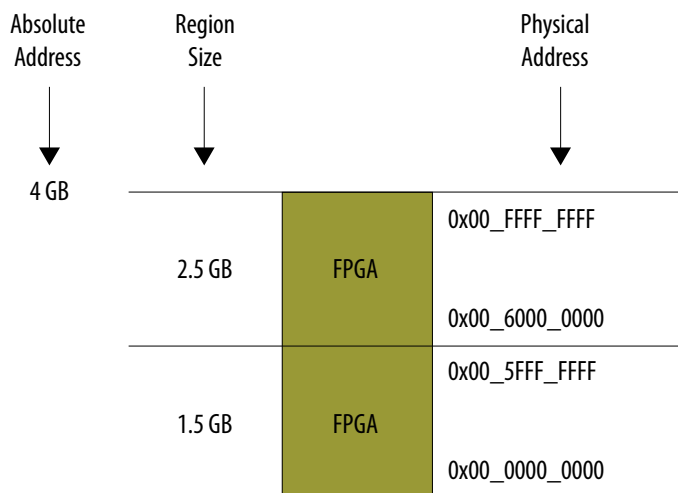 Absolute
Address
Region
Size
Physical
Address
4 GB
0x00_FFFF_FFFF
2.5 GB
FPGA
0x00_6000_0000
0x00_5FFF_FFFF
1.5 GB
FPGA
0x00_0000_0000